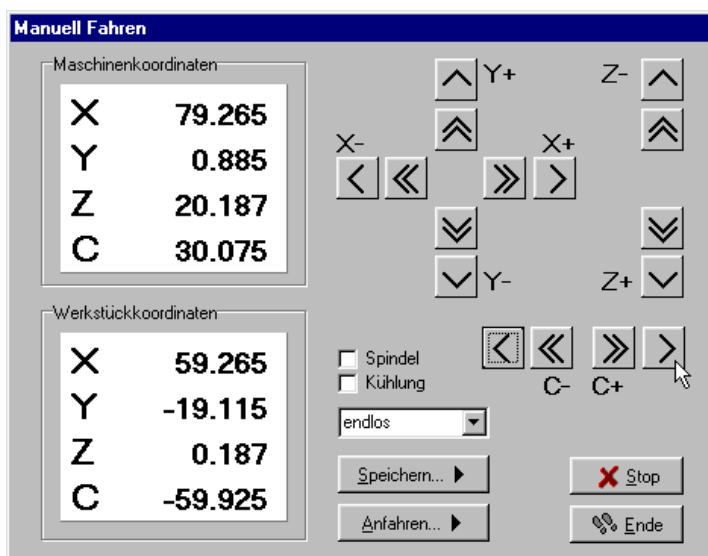 Manuell Fahren
Maschinenkoordinaten
X 79.265
Y 0.885
Z 20.187
C 30.075
Y+
Z-
X-
X+
Y-
Z+
Werkstückkoordinaten
X 59.265
Y -19.115
Z 0.187
C -59.925
Spindel
Kühlung
C- C+
endlos
Speichern...
Stop
Anfahren...
Ende